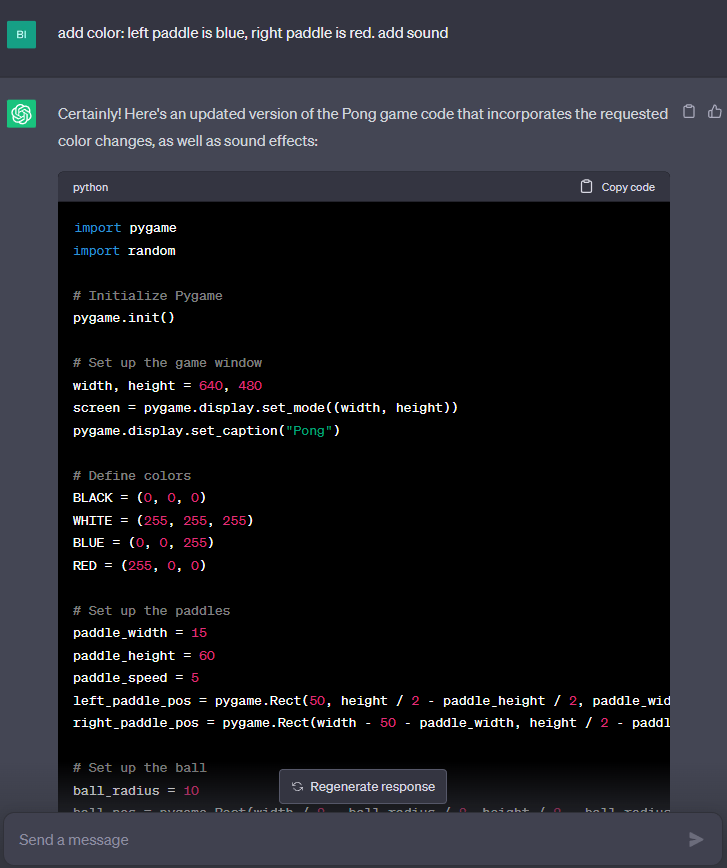 BI
add color: left paddle is blue, right paddle is red. add sound
Certainly! Here's an updated version of the Pong game code that incorporates the requested
color changes, as well as sound effects:
python
Copy code
import pygame
import random
# Initialize Pygame
pygame.init()
# Set up the game window
width, height = 640, 480
screen = pygame.display.set_mode((width, height))
pygame.display.set_caption("Pong")
# Define colors
BLACK = (0, 0, 0)
WHITE = (255, 255, 255)
BLUE = (0, 0, 255)
RED = (255, 0, 0)
# Set up the paddles
paddle_width = 15
paddle_height = 60
paddle_speed = 5
left_paddle_pos = pygame.Rect(50, height / 2 - paddle_height / 2, paddle_wid
right_paddle_pos = pygame.Rect(width - 50 - paddle_width, height / 2 - paddl
# Set up the ball
ball_radius = 10
Regenerate response
Send a message